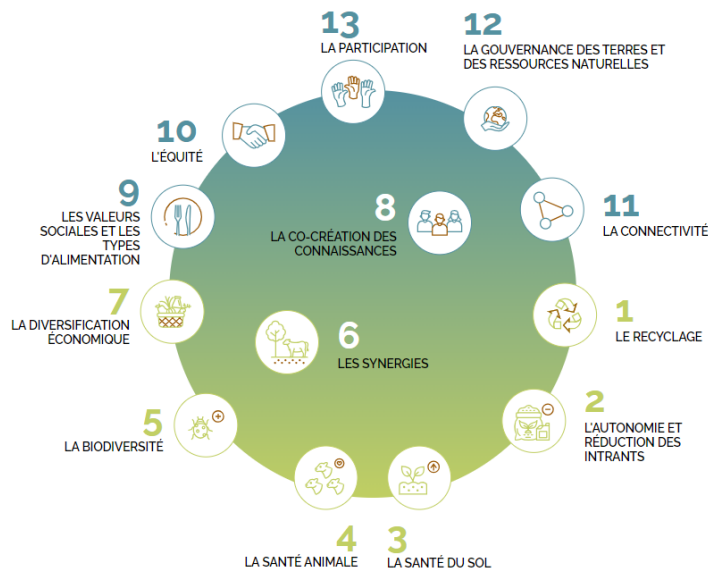 13
LA PARTICIPATION
12
LA GOUVERNANCE DES TERRES ET
DES RESSOURCES NATURELLES
10
L'ÉQUITÉ
9
LES VALEURS
SOCIALES ET LES
TYPES
D'ALIMENTATION
8
LA CO-CRÉATION DES
CONNAISSANCES
11
LA CONNECTIVITÉ
7
LA DIVERSIFICATION
ÉCONOMIQUE
6
LES SYNERGIES
1
LE RECYCLAGE
5
LA BIODIVERSITÉ
2
L'AUTONOMIE ET
RÉDUCTION DES
INTRANTS
4
LA SANTÉ ANIMALE
3
LA SANTÉ DU SOL